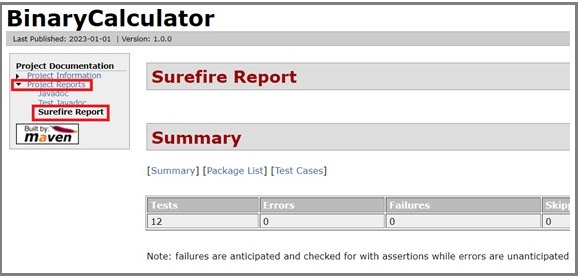 BinaryCalculator
Last Published: 2023-01-01 | Version: 1.0.0
Project Documentation
Project Information
Project Reports
Javadoc
Test Javadoc
Surefire Report
Built by:
maven
Surefire Report
Summary
[Summary] [Package List] [Test Cases]
Tests Errors Failures Skipp
12 0 0 0
Note: failures are anticipated and checked for with assertions while errors are unanticipated